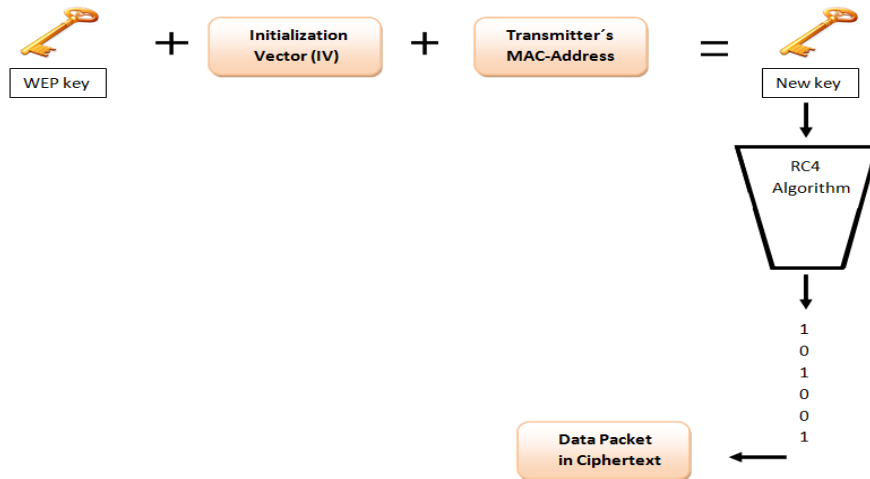 WEP key
+
Initialization
Vector (IV)
+
Transmitter´s
MAC-Address
=
New key
RC4
Algorithm
1
0
1
0
0
1
Data Packet
in Ciphertext